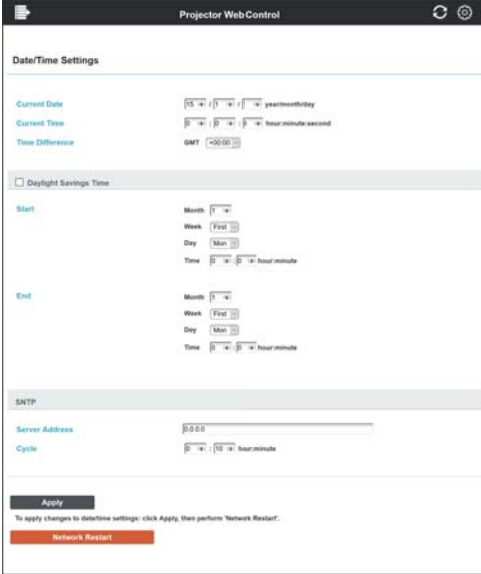 Projector Web Control
Date/Time Settings
Current Date 15 / 1 / year/month/day
Current Time 0 : 0 : hour:minute:second
Time Difference GMT +00:00
Daylight Savings Time
Start Month 1
Week First
Day Mon
Time 0 : 0 hour:minute
End Month 1
Week First
Day Mon
Time 0 : 0 hour:minute
SNTP
Server Address 0.0.0.0
Cycle 0 : 10 hour:minute
Apply
To apply changes to date/time settings: click Apply, then perform 'Network Restart'.
Network Restart